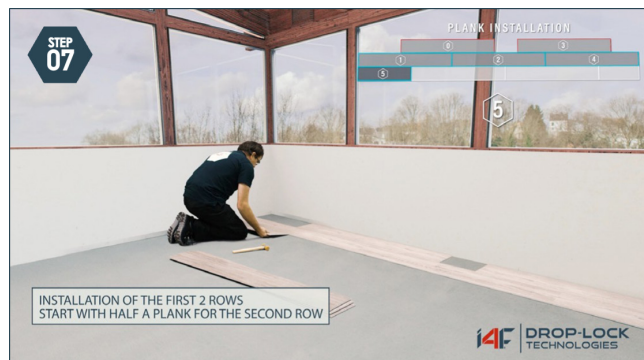 STEP
07
PLANK INSTALLATION
0
3
1
2
4
5
5
INSTALLATION OF THE FIRST 2 ROWS
START WITH HALF A PLANK FOR THE SECOND ROW
i4F
DROP-LOCK
TECHNOLOGIES